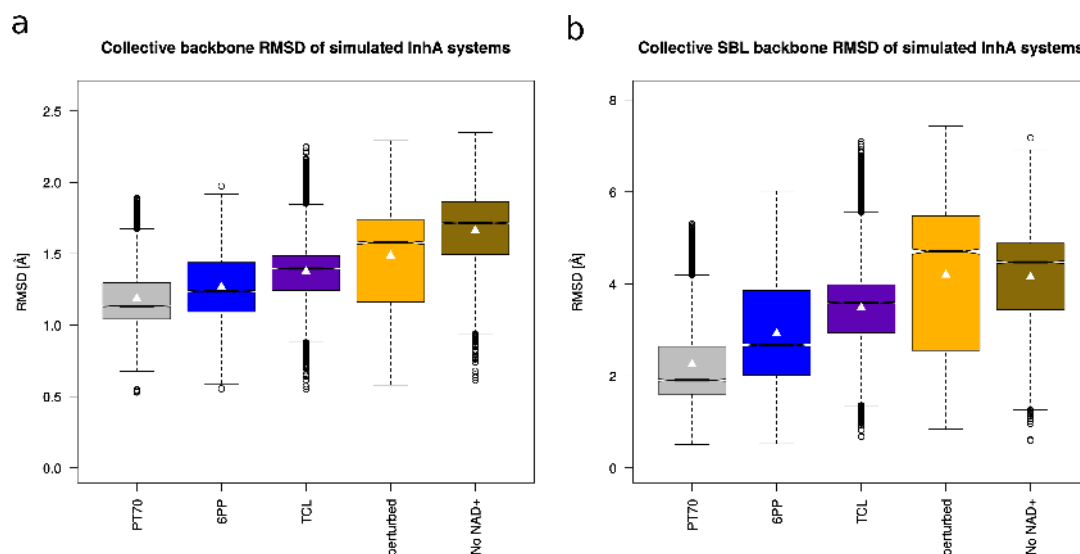 a
Collective backbone RMSD of simulated InhA systems
RMSD [Å]
2.5
2.0
1.5
1.0
0.5
0.0
PT70
6PP
TCL
perturbed
No NAD+
b
Collective SBL backbone RMSD of simulated InhA systems
RMSD [Å]
8
6
4
2
0
PT70
6PP
TCL
perturbed
No NAD+